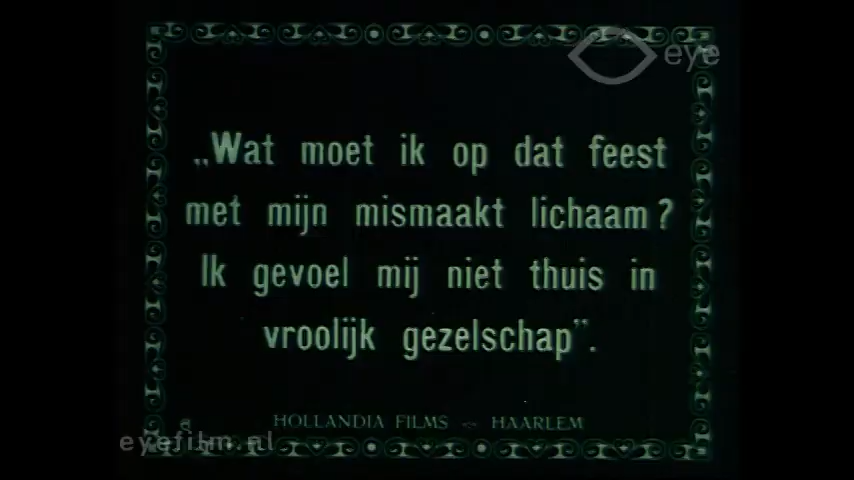 eye
„Wat moet ik op dat feest
met mijn mismaakt lichaam?
Ik gevoel mij niet thuis in
vroolijk gezelschap”.
HOLLANDIA FILMS HAARLEM
eyefilm.nl